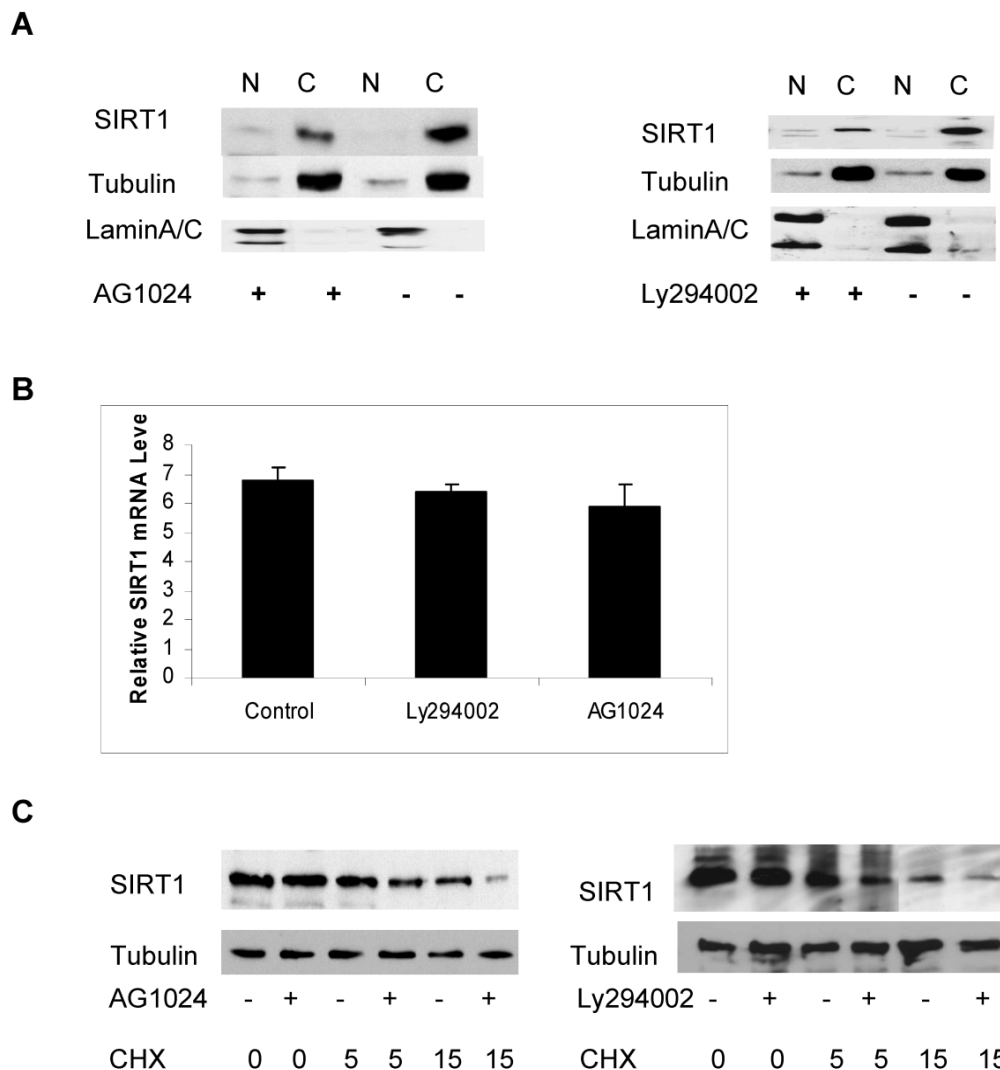 A
N C N C
SIRT1
Tubulin
LaminA/C
AG1024 + + - -
N C N C
SIRT1
Tubulin
LaminA/C
Ly294002 + + - -
B
Relative SIRT1 mRNA Leve
8
7
6
5
4
3
2
1
0
Control Ly294002 AG1024
C
SIRT1
Tubulin
AG1024 - + - + - +
CHX 0 0 5 5 15 15
SIRT1
Tubulin
Ly294002 - + - + - +
CHX 0 0 5 5 15 15